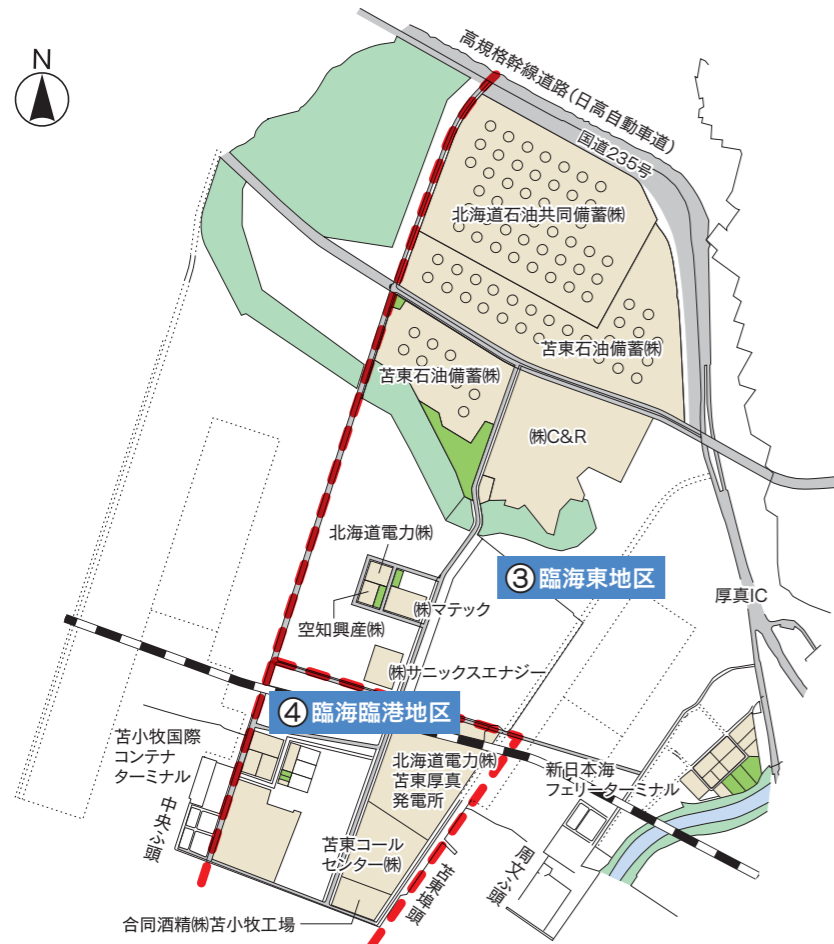 N
高規格幹線道路（日高自動車道）
国道235号
北海道石油共同備蓄㈱
苫東石油備蓄㈱
苫東石油備蓄㈱
㈱C&R
北海道電力㈱
③臨海東地区
㈱マテック
厚真IC
空知興産㈱
㈱サニックスエナジー
④臨海臨港地区
苫小牧国際
コンテナ
ターミナル
北海道電力㈱
苫東厚真
発電所
新日本海
フェリーターミナル
中央ふ頭
苫東コール
センター㈱
苫東埠頭
周文ふ頭
合同酒精㈱苫小牧工場